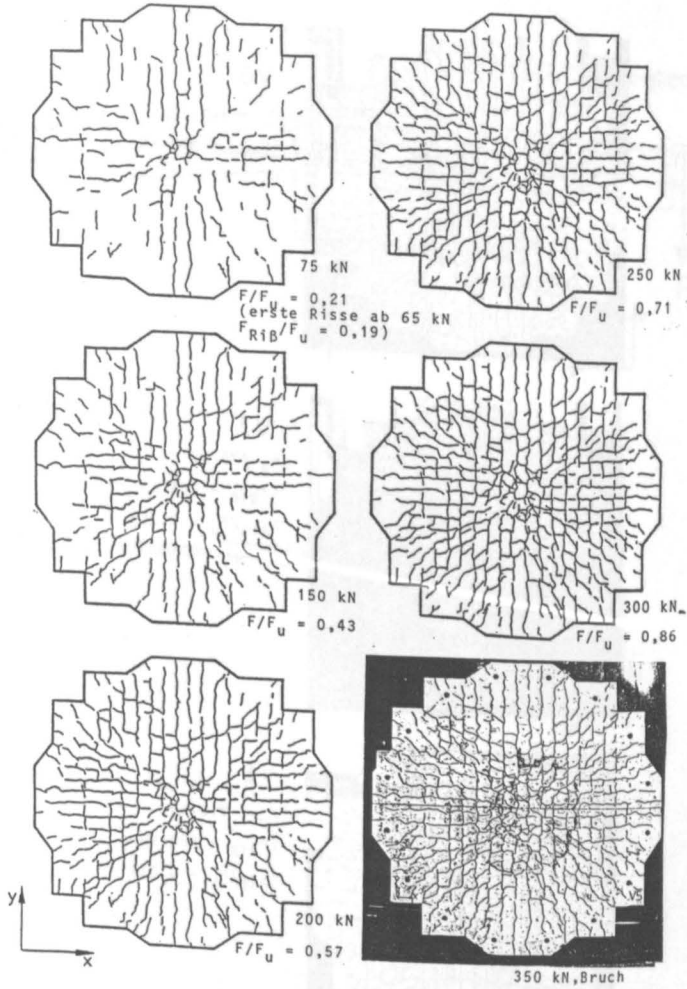 75 kN
F/Fu = 0,21
(erste Risse ab 65 kN
FRiß/Fu = 0,19)
150 kN
F/Fu = 0,43
200 kN
F/Fu = 0,57
y
x
250 kN
F/Fu = 0,71
300 kN
F/Fu = 0,86
V5
350 kN,Bruch